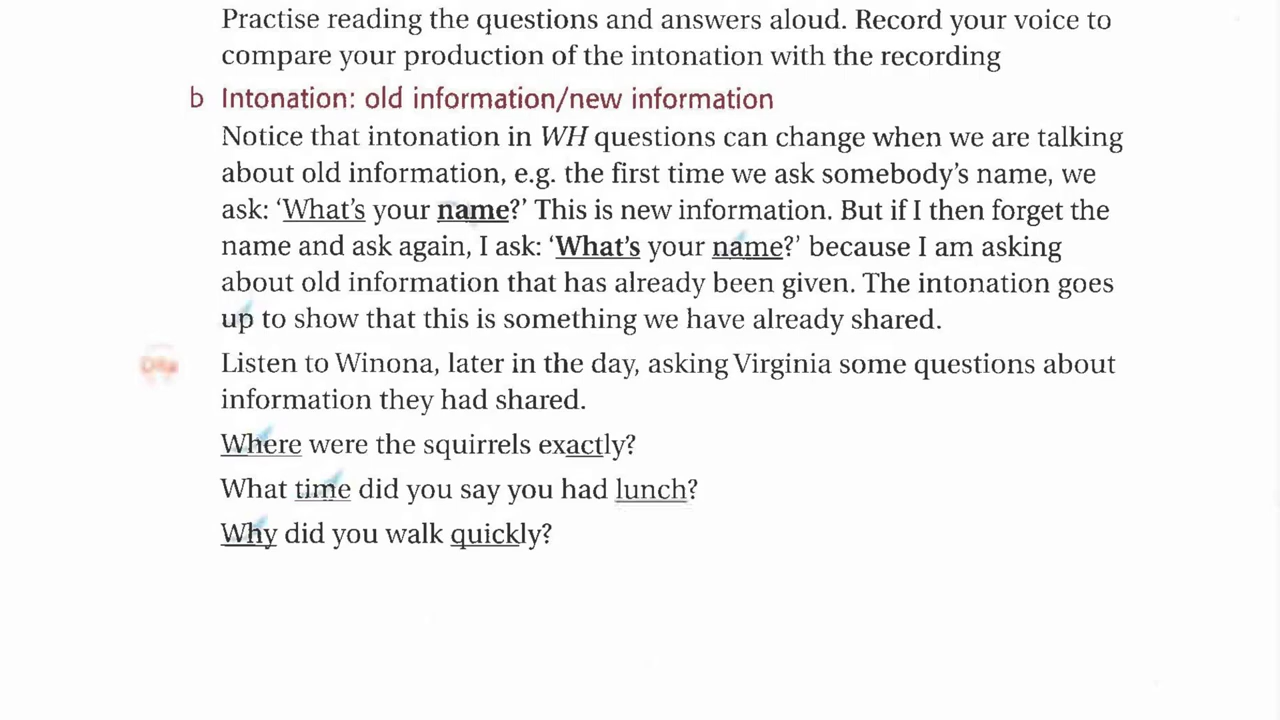 Practise reading the questions and answers aloud. Record your voice to
compare your production of the intonation with the recording
b Intonation: old information/new information
Notice that intonation in WH questions can change when we are talking
about old information, e.g. the first time we ask somebody's name, we
ask: ‘What's your name?’ This is new information. But if I then forget the
name and ask again, I ask: ‘What's your name?’ because I am asking
about old information that has already been given. The intonation goes
up to show that this is something we have already shared.
Listen to Winona, later in the day, asking Virginia some questions about
information they had shared.
Where were the squirrels exactly?
What time did you say you had lunch?
Why did you walk quickly?